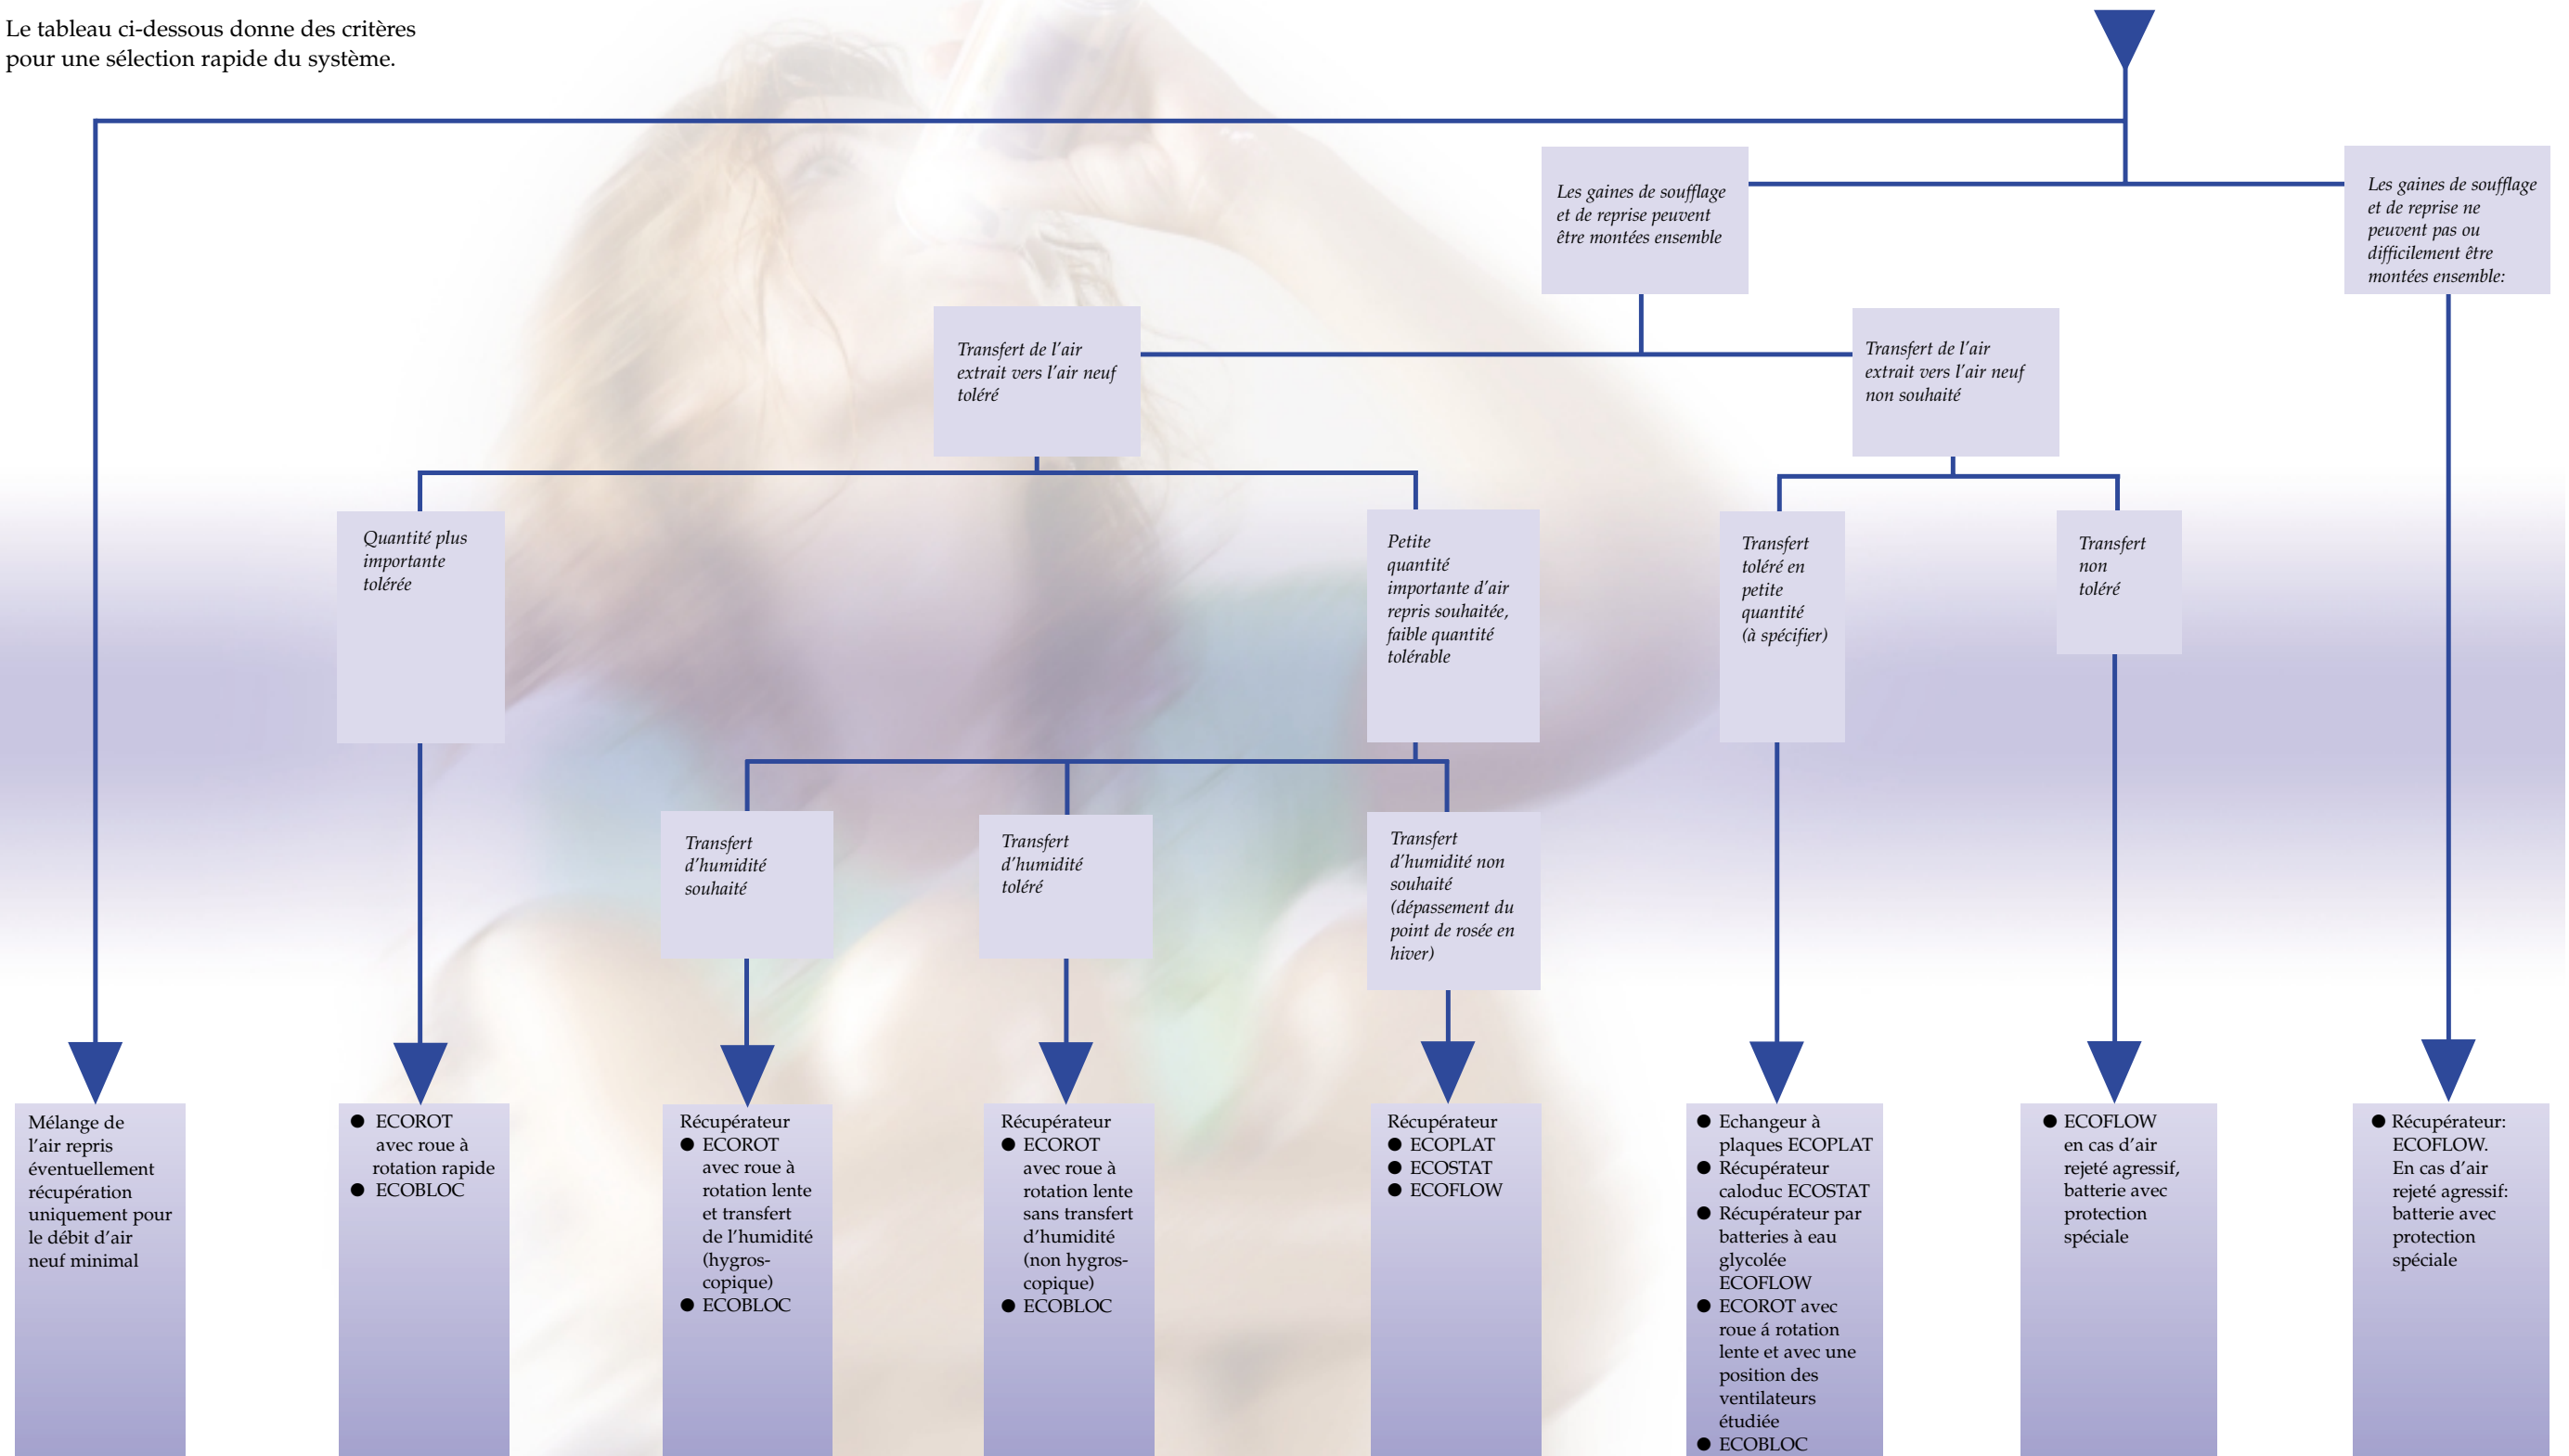 Le tableau ci-dessous donne des critères
pour une sélection rapide du système.
Les gaines de soufflage
et de reprise peuvent
être montées ensemble
Les gaines de soufflage
et de reprise ne
peuvent pas ou
difficilement être
montées ensemble:
Transfert de l'air
extrait vers l'air neuf
toléré
Transfert de l'air
extrait vers l'air neuf
non souhaité
Quantité plus
importante
tolérée
Petite
quantité
importante d'air
repris souhaitée,
faible quantité
tolérable
Transfert
toléré en
petite
quantité
(à spécifier)
Transfert
non
toléré
Transfert
d'humidité
souhaité
Transfert
d'humidité
toléré
Transfert
d'humidité non
souhaité
(dépassement du
point de rosée en
hiver)
Mélange de
l'air repris
éventuellement
récupération
uniquement pour
le débit d'air
neuf minimal
● ECOROT
avec roue à
rotation rapide
● ECOBLOC
Récupérateur
● ECOROT
avec roue à
rotation lente
et transfert
de l'humidité
(hygros-
copique)
● ECOBLOC
Récupérateur
● ECOROT
avec roue à
rotation lente
sans transfert
d'humidité
(non hygros-
copique)
● ECOBLOC
Récupérateur
● ECOPLAT
● ECOSTAT
● ECOFLOW
● Echangeur à
plaques ECOPLAT
● Récupérateur
caloduc ECOSTAT
● Récupérateur par
batteries à eau
glycolée
ECOFLOW
● ECOROT avec
roue á rotation
lente et avec une
position des
ventilateurs
étudiée
● ECOBLOC
● ECOFLOW
en cas d'air
rejeté agressif,
batterie avec
protection
spéciale
● Récupérateur:
ECOFLOW.
En cas d'air
rejeté agressif:
batterie avec
protection
spéciale